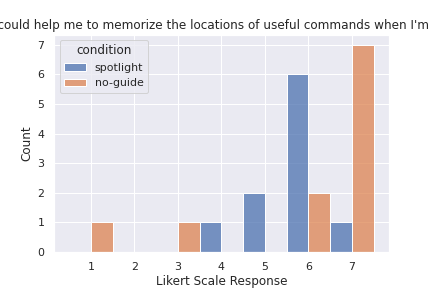 could help me to memorize the locations of useful commands when I'm
condition
spotlight
no-guide
7
6
5
4
3
2
1
0
Count
1 2 3 4 5 6 7
Likert Scale Response